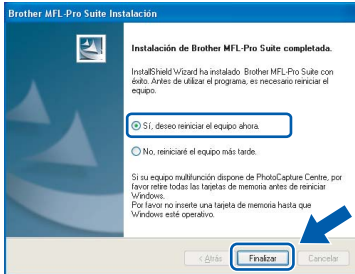 Brother MFL-Pro Suite Instalación
Instalación de Brother MFL-Pro Suite completada.
InstallShield Wizard ha instalado Brother MFL-Pro Suite con
éxito. Antes de utilizar el programa, es necesario reiniciar el
equipo.
Sí, deseo reiniciar el equipo ahora.
No, reiniciaré el equipo más tarde.
Si su equipo multifunción dispone de PhotoCapture Centre, por
favor retire todas las tarjetas de memoria antes de reiniciar
Windows.
Por favor no inserte una tarjeta de memoria hasta que
Windows esté operativo.
< Atrás Finalizar Cancelar